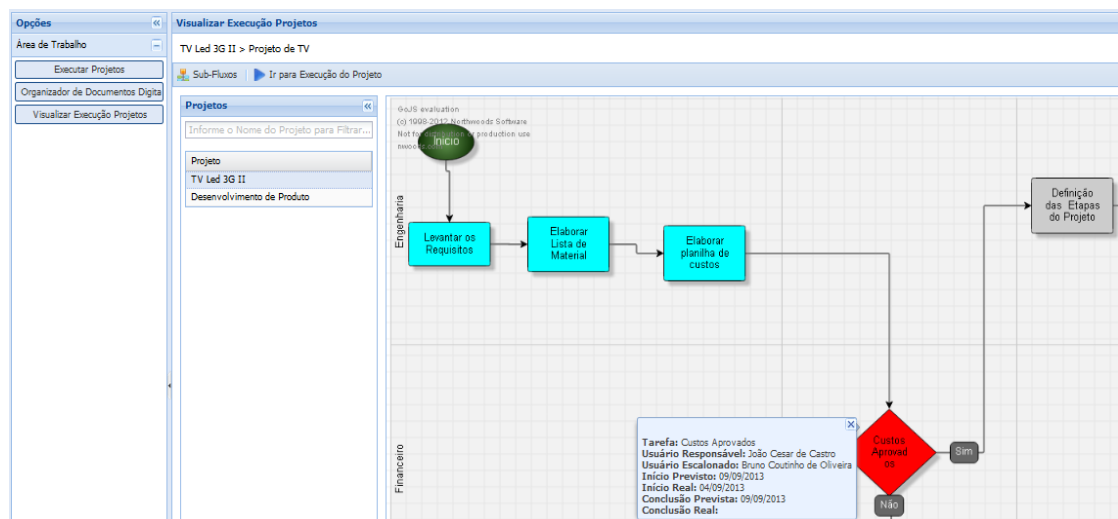 Opções
Área de Trabalho
Executar Projetos
Organizador de Documentos Digita
Visualizar Execução Projetos
Visualizar Execução Projetos
TV Led 3G II > Projeto de TV
Sub-Fluxos
Ir para Execução do Projeto
Projetos
Informe o Nome do Projeto para Filtrar...
Projeto
TV Led 3G II
Desenvolvimento de Produto
GoJS evaluation
(c) 1998-2012 Northwoods Software
Not for distribution or production use
nwoods.com
Inicio
Engenharia
Levantar os
Requisitos
Elaborar
Lista de
Material
Elaborar
planilha de
custos
Definição
das Etapas
do Projeto
Financeiro
Tarefa: Custos Aprovados
Usuário Responsável: João Cesar de Castro
Usuário Escalonado: Bruno Coutinho de Oliveira
Início Previsto: 09/09/2013
Início Real: 04/09/2013
Conclusão Prevista: 09/09/2013
Conclusão Real:
Custos
Aprovad
os
Sim
Não